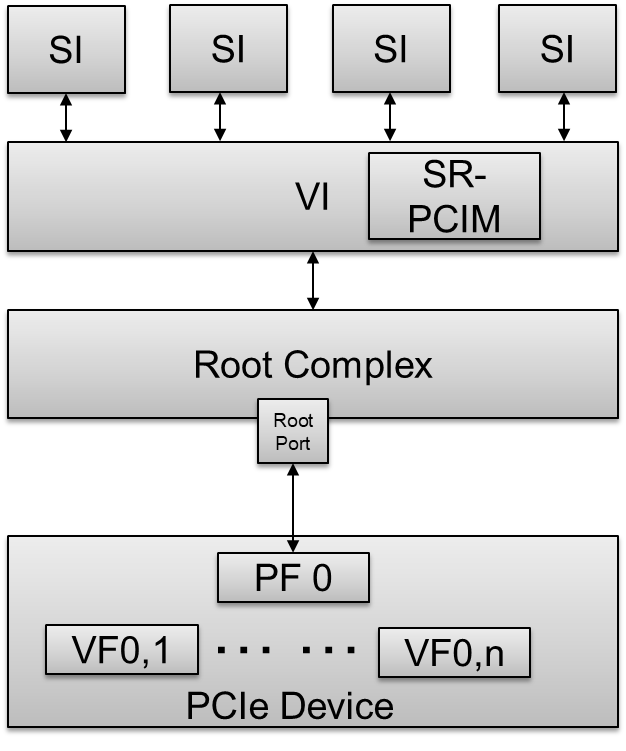 SI
SI
SI
SI
VI
SR-
PCIM
Root Complex
Root
Port
PF 0
VF0,1
... ...
VF0,n
PCIe Device